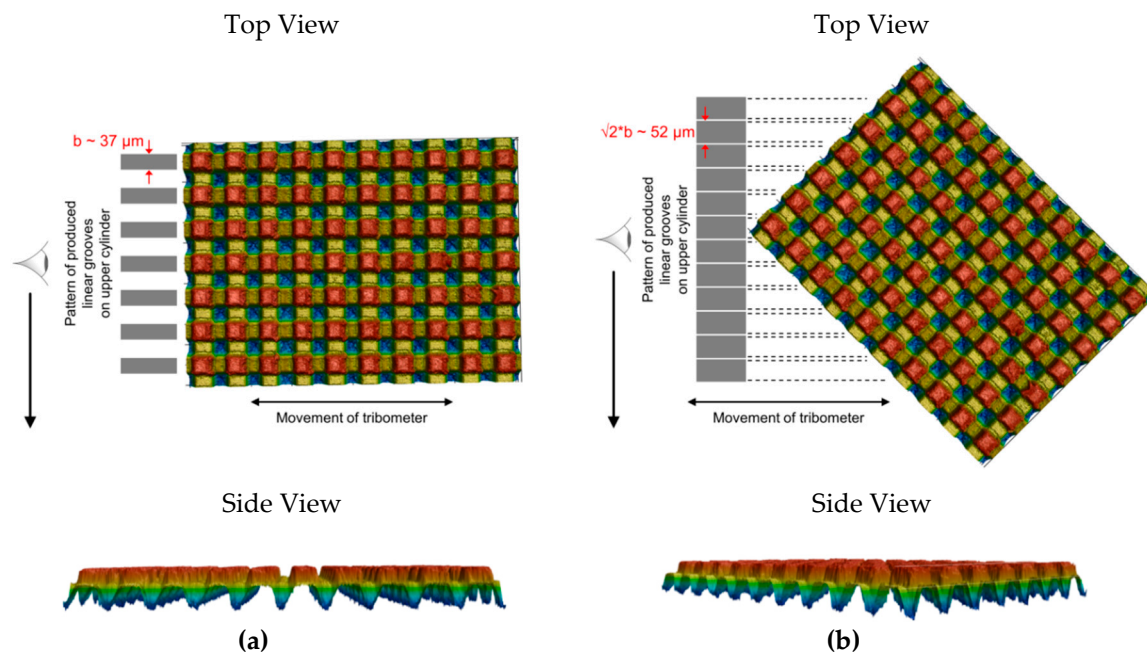 Top View
b ~ 37 µm
Pattern of produced
linear grooves
on upper cylinder
Movement of tribometer
Side View
(a)
Top View
√2*b ~ 52 µm
Pattern of produced
linear grooves
on upper cylinder
Movement of tribometer
Side View
(b)